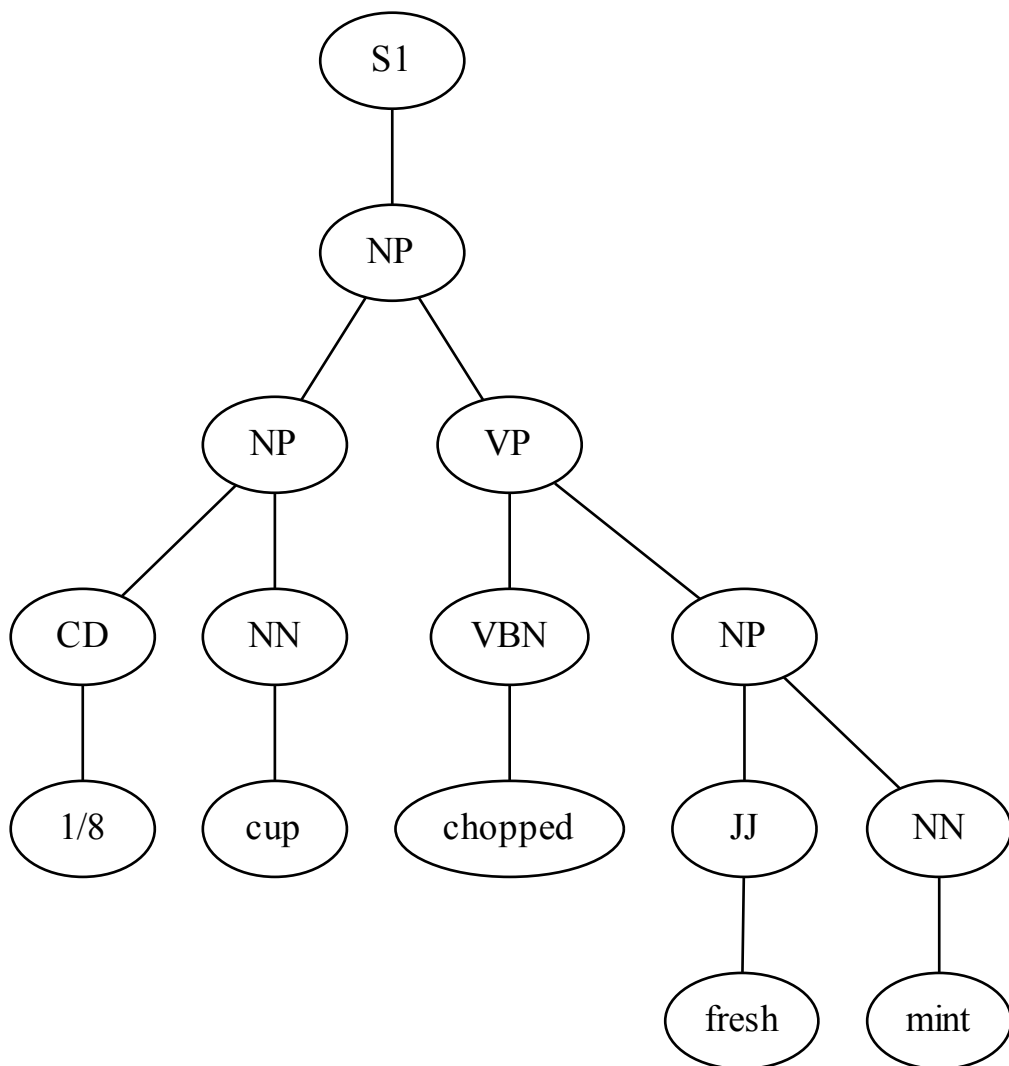 S1
NP
NP VP
CD NN VBN NP
1/8 cup chopped JJ NN
fresh mint